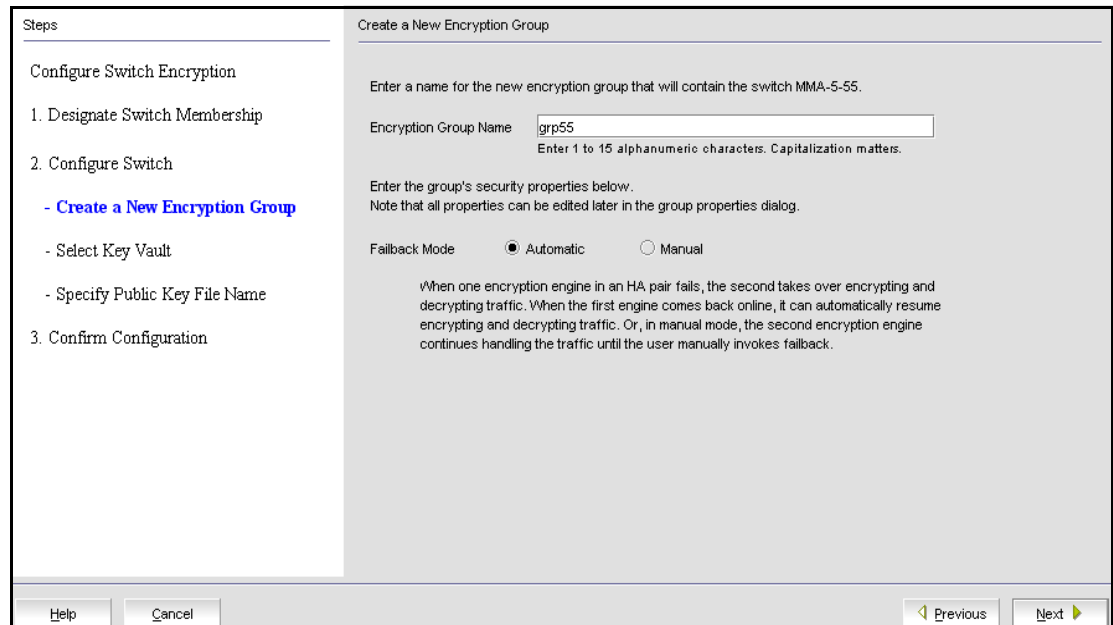 Steps
Configure Switch Encryption
1. Designate Switch Membership
2. Configure Switch
- Create a New Encryption Group
- Select Key Vault
- Specify Public Key File Name
3. Confirm Configuration
Create a New Encryption Group
Enter a name for the new encryption group that will contain the switch MMA-5-55.
Encryption Group Name grp55
Enter 1 to 15 alphanumeric characters. Capitalization matters.
Enter the group's security properties below.
Note that all properties can be edited later in the group properties dialog.
Failback Mode Automatic Manual
When one encryption engine in an HA pair fails, the second takes over encrypting and
decrypting traffic. When the first engine comes back online, it can automatically resume
encrypting and decrypting traffic. Or, in manual mode, the second encryption engine
continues handling the traffic until the user manually invokes failback.
Help Cancel Previous Next